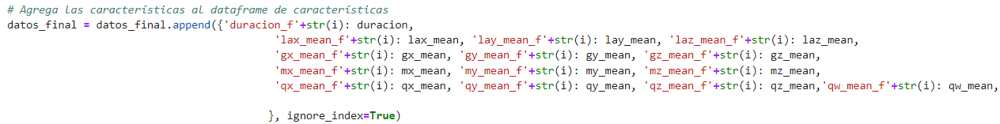 # Agrega las características al dataframe de características
datos_final = datos_final.append({'duracion_f'+str(i): duracion,
'lax_mean_f'+str(i): lax_mean, 'lay_mean_f'+str(i): lay_mean, 'laz_mean_f'+str(i): laz_mean,
'gx_mean_f'+str(i): gx_mean, 'gy_mean_f'+str(i): gy_mean, 'gz_mean_f'+str(i): gz_mean,
'mx_mean_f'+str(i): mx_mean, 'my_mean_f'+str(i): my_mean, 'mz_mean_f'+str(i): mz_mean,
'qx_mean_f'+str(i): qx_mean, 'qy_mean_f'+str(i): qy_mean, 'qz_mean_f'+str(i): qz_mean,'qw_mean_f'+str(i): qw_mean,
}, ignore_index=True)